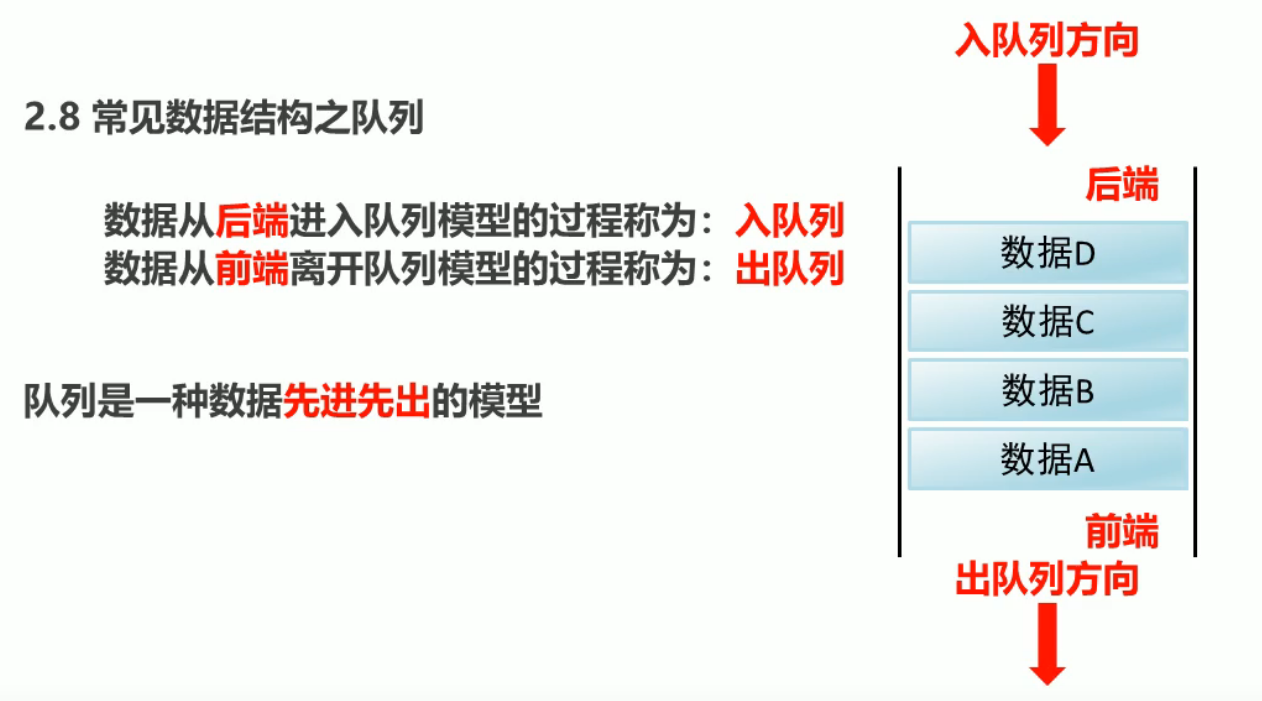 2.8 常见数据结构之队列
数据从后端进入队列模型的过程称为：入队列
数据从前端离开队列模型的过程称为：出队列
队列是一种数据先进先出的模型
入队列方向
后端
数据D
数据C
数据B
数据A
前端
出队列方向